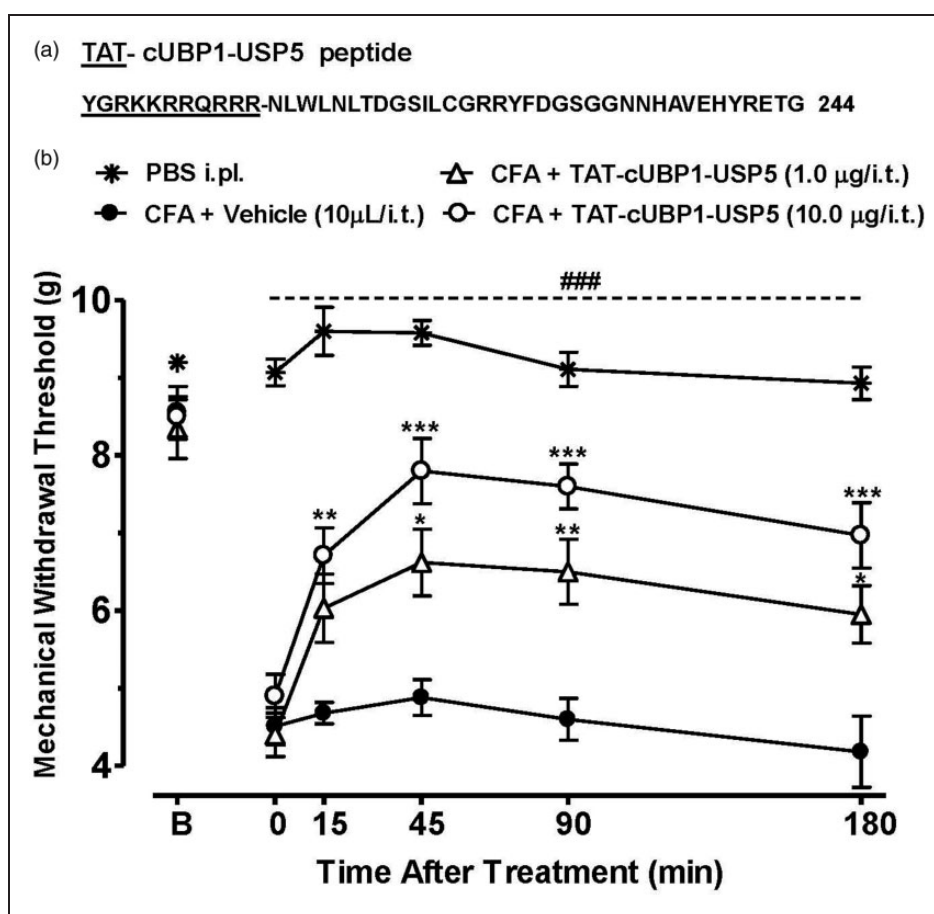 (a) TAT- cUBP1-USP5 peptide
YGRKKRRQRRR-NLWLNLTDGSILCGRRYFDGSGGNNHAVEHYRETG 244
(b) PBS i.pl. CFA + TAT-cUBP1-USP5 (1.0 μg/i.t.)
CFA + Vehicle (10μL/i.t.) CFA + TAT-cUBP1-USP5 (10.0 μg/i.t.)
###
10
8
6
4
Mechanical Withdrawal Threshold (g)
***
***
***
**
*
**
*
B 0 15 45 90 180
Time After Treatment (min)